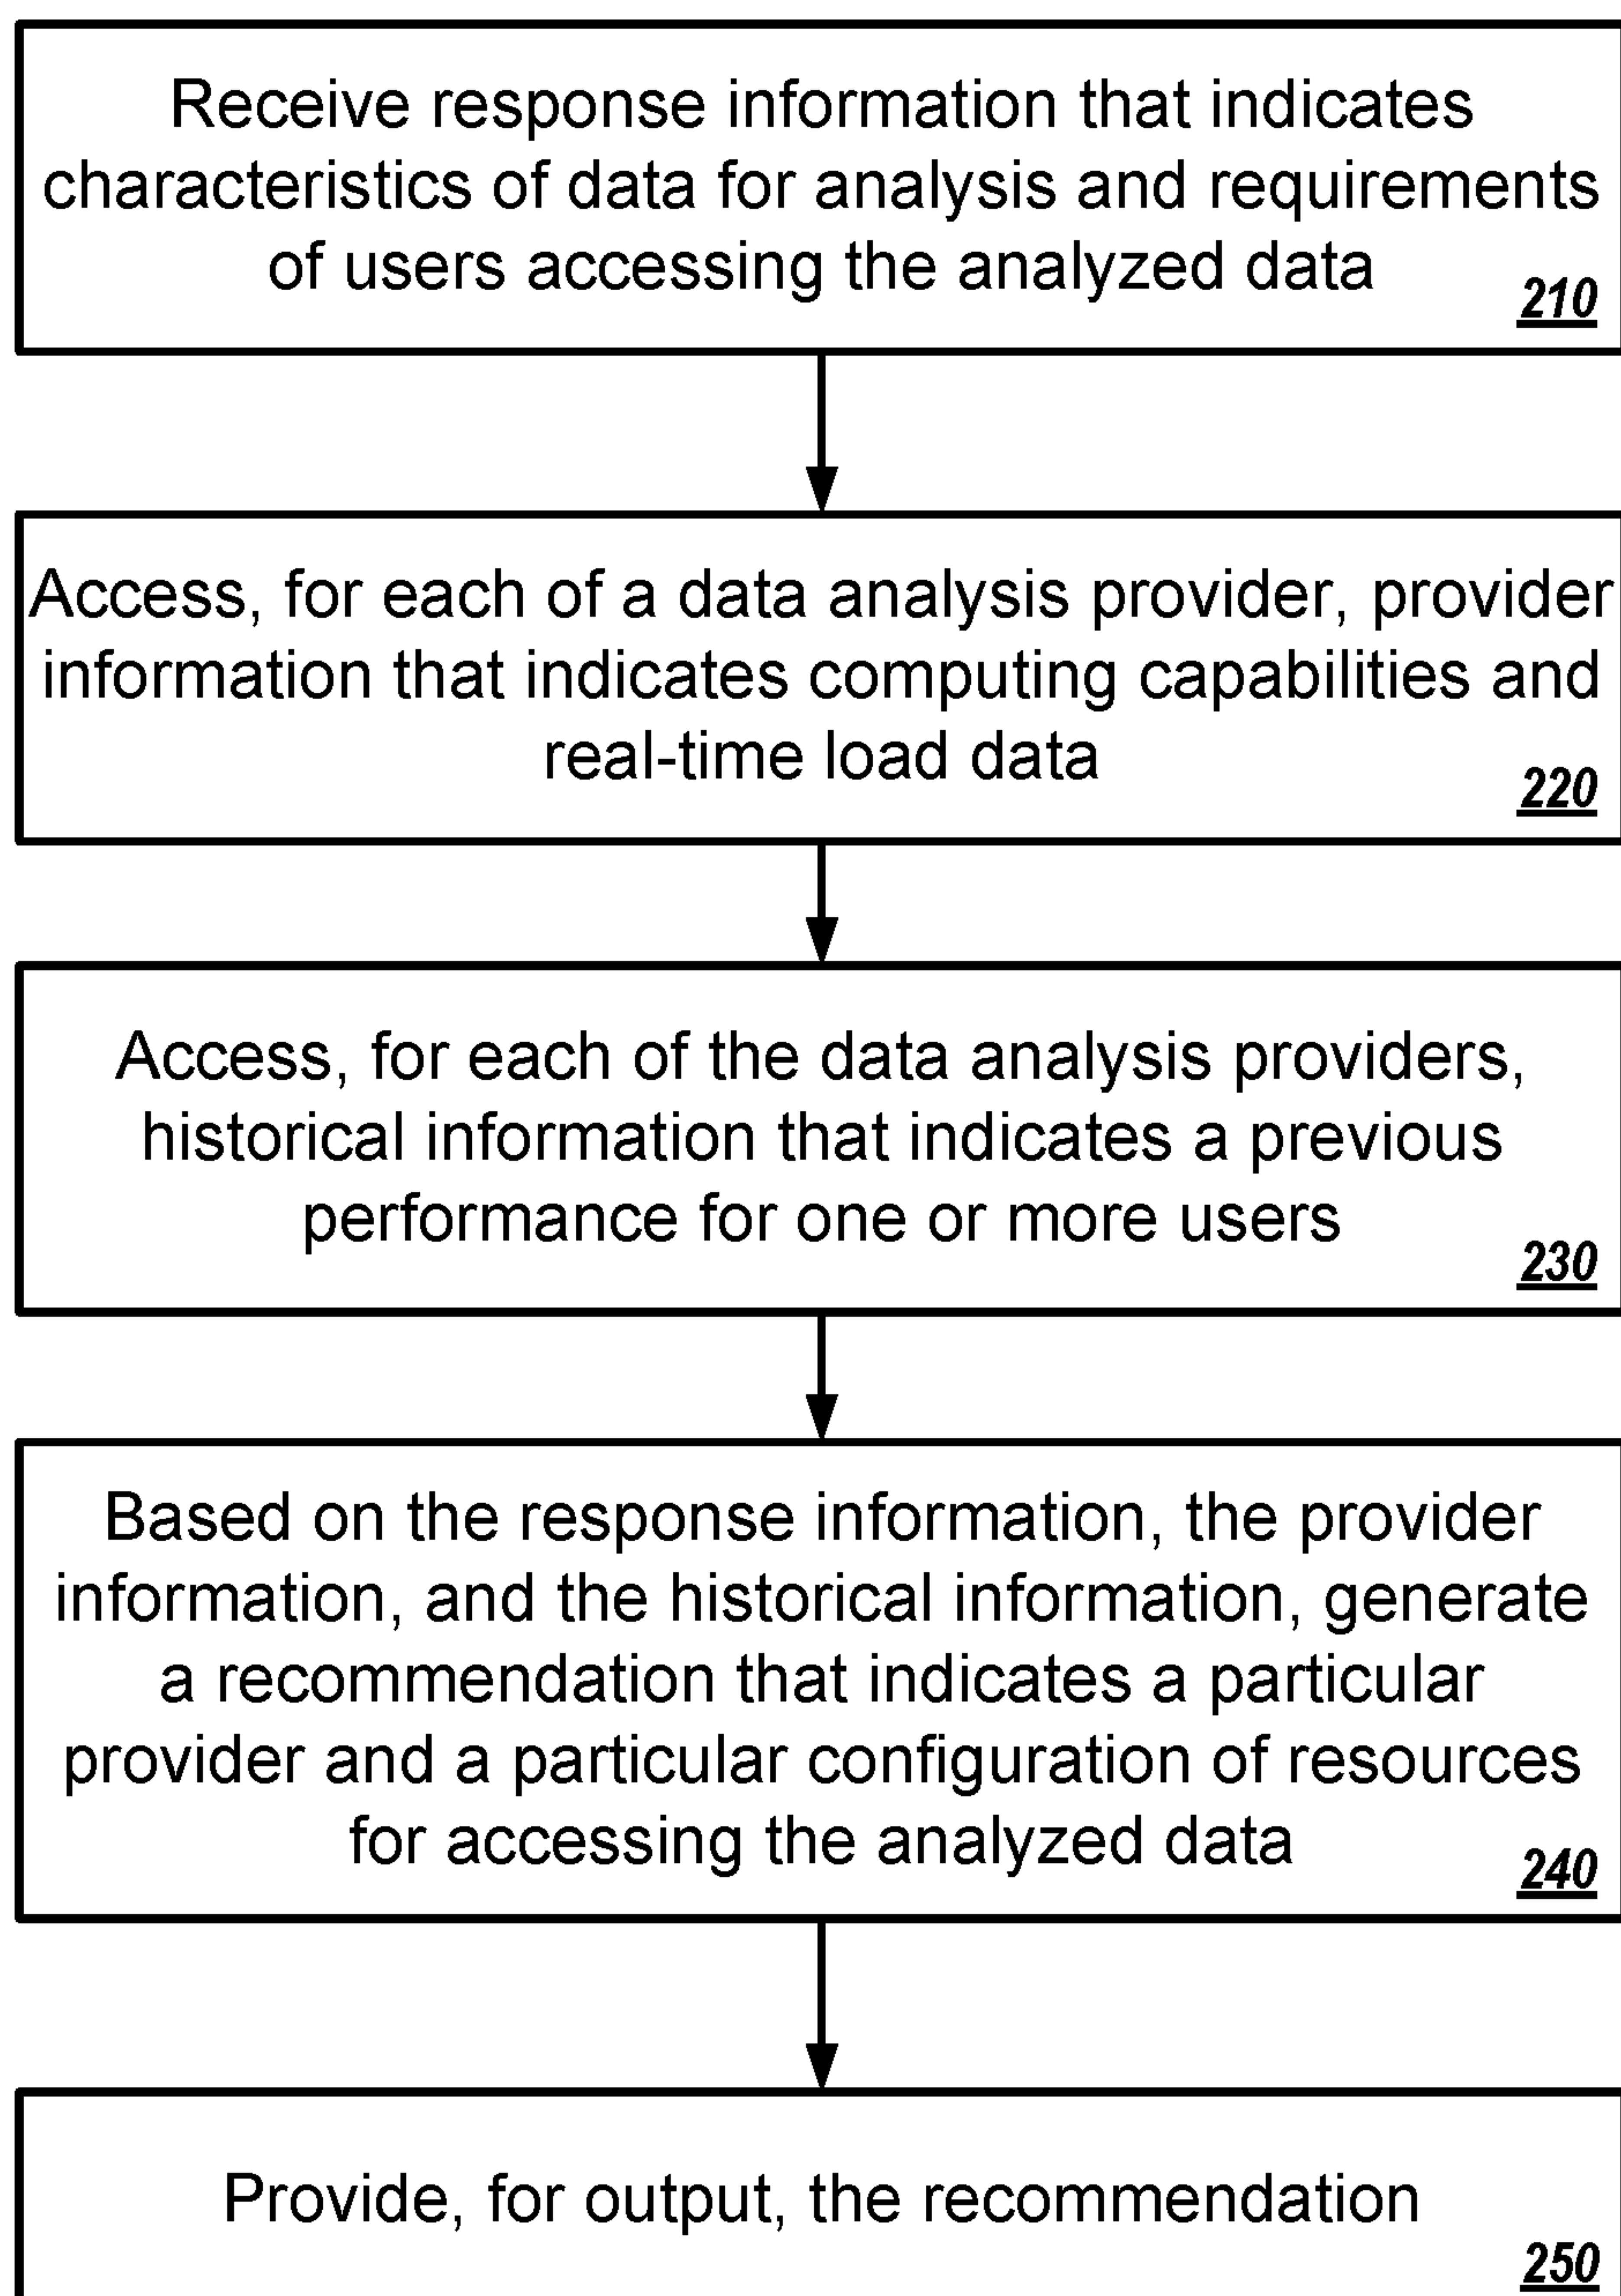 Receive response information that indicates
characteristics of data for analysis and requirements
of users accessing the analyzed data
210
Access, for each of a data analysis provider, provider
information that indicates computing capabilities and
real-time load data
220
Access, for each of the data analysis providers,
historical information that indicates a previous
performance for one or more users
230
Based on the response information, the provider
information, and the historical information, generate
a recommendation that indicates a particular
provider and a particular configuration of resources
for accessing the analyzed data
240
Provide, for output, the recommendation
250